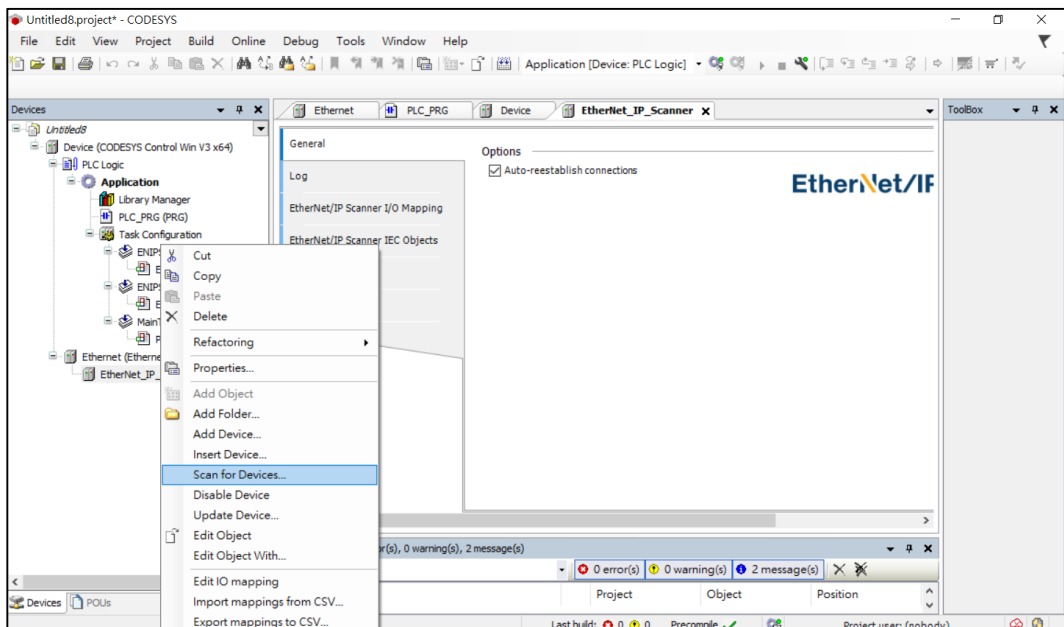 Untitled8.project* - CODESYS
File Edit View Project Build Online Debug Tools Window Help
Application [Device: PLC Logic]
Devices
Untitled8
Device (CODESYS Control Win V3 x64)
PLC Logic
Application
Library Manager
PLC_PRG (PRG)
Task Configuration
ENIPS
E
ENIPS
E
MainT
P
Ethernet (Etherne
EtherNet_IP_
Devices POUs
Ethernet PLC_PRG Device EtherNet_IP_Scanner
General
Log
EtherNet/IP Scanner I/O Mapping
EtherNet/IP Scanner IEC Objects
Options
Auto-reestablish connections
EtherNet/IP
ToolBox
Cut
Copy
Paste
Delete
Refactoring
Properties...
Add Object
Add Folder...
Add Device...
Insert Device...
Scan for Devices...
Disable Device
Update Device...
Edit Object
Edit Object With...
Edit IO mapping
Import mappings from CSV...
Export mappings to CSV...
r(s), 0 warning(s), 2 message(s)
0 error(s) 0 warning(s) 2 message(s)
Project Object Position
Last build: 0 0 Precompile Project user: (nobody)